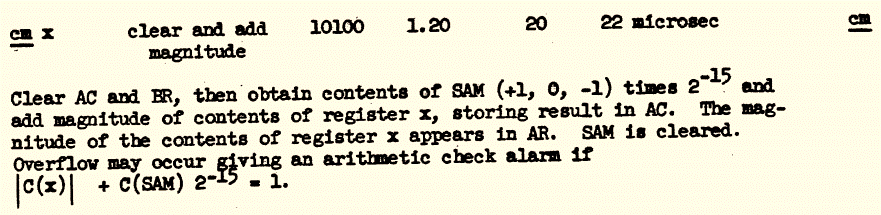 cm x clear and add 10100 1.20 20 22 microsec cm
magnitude
Clear AC and BR, then obtain contents of SAM (+1, 0, -1) times 2^-15 and
add magnitude of contents of register x, storing result in AC. The mag-
nitude of the contents of register x appears in AR. SAM is cleared.
Overflow may occur giving an arithmetic check alarm if
|C(x)| + C(SAM) 2^-15 = 1.